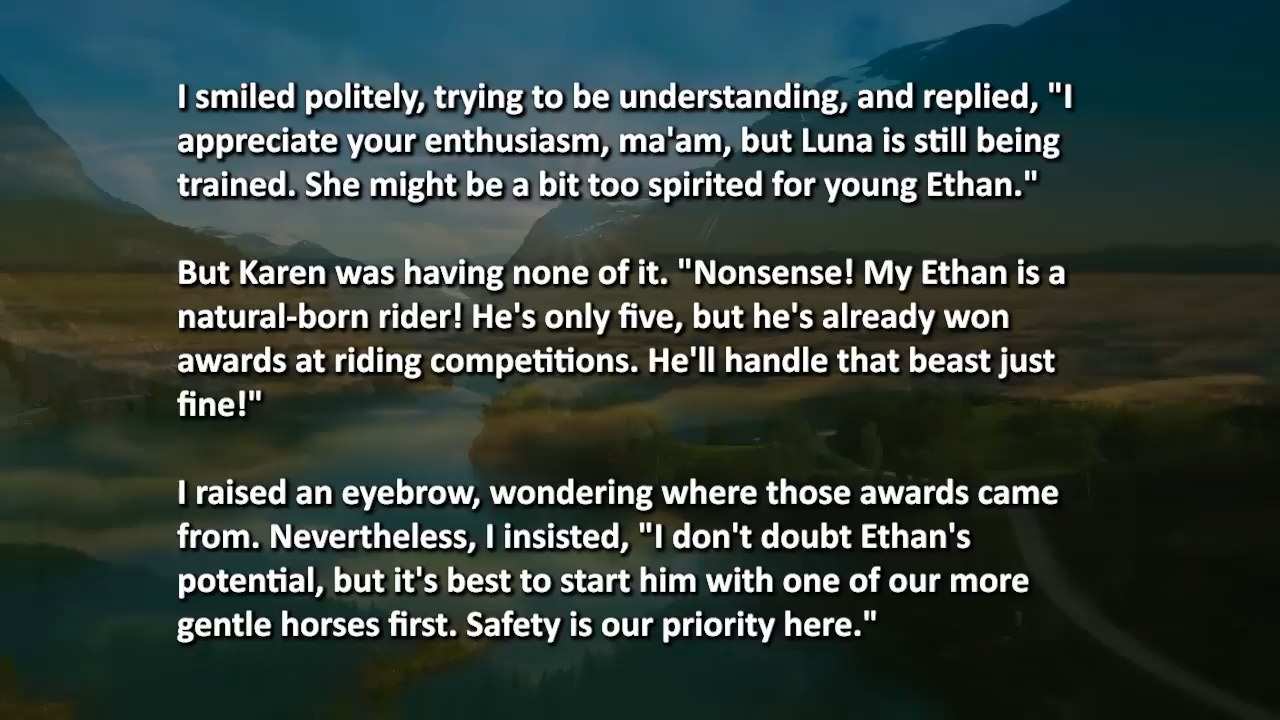 I smiled politely, trying to be understanding, and replied, "I
appreciate your enthusiasm, ma'am, but Luna is still being
trained. She might be a bit too spirited for young Ethan."
But Karen was having none of it. "Nonsense! My Ethan is a
natural-born rider! He's only five, but he's already won
awards at riding competitions. He'll handle that beast just
fine!"
I raised an eyebrow, wondering where those awards came
from. Nevertheless, I insisted, "I don't doubt Ethan's
potential, but it's best to start him with one of our more
gentle horses first. Safety is our priority here."